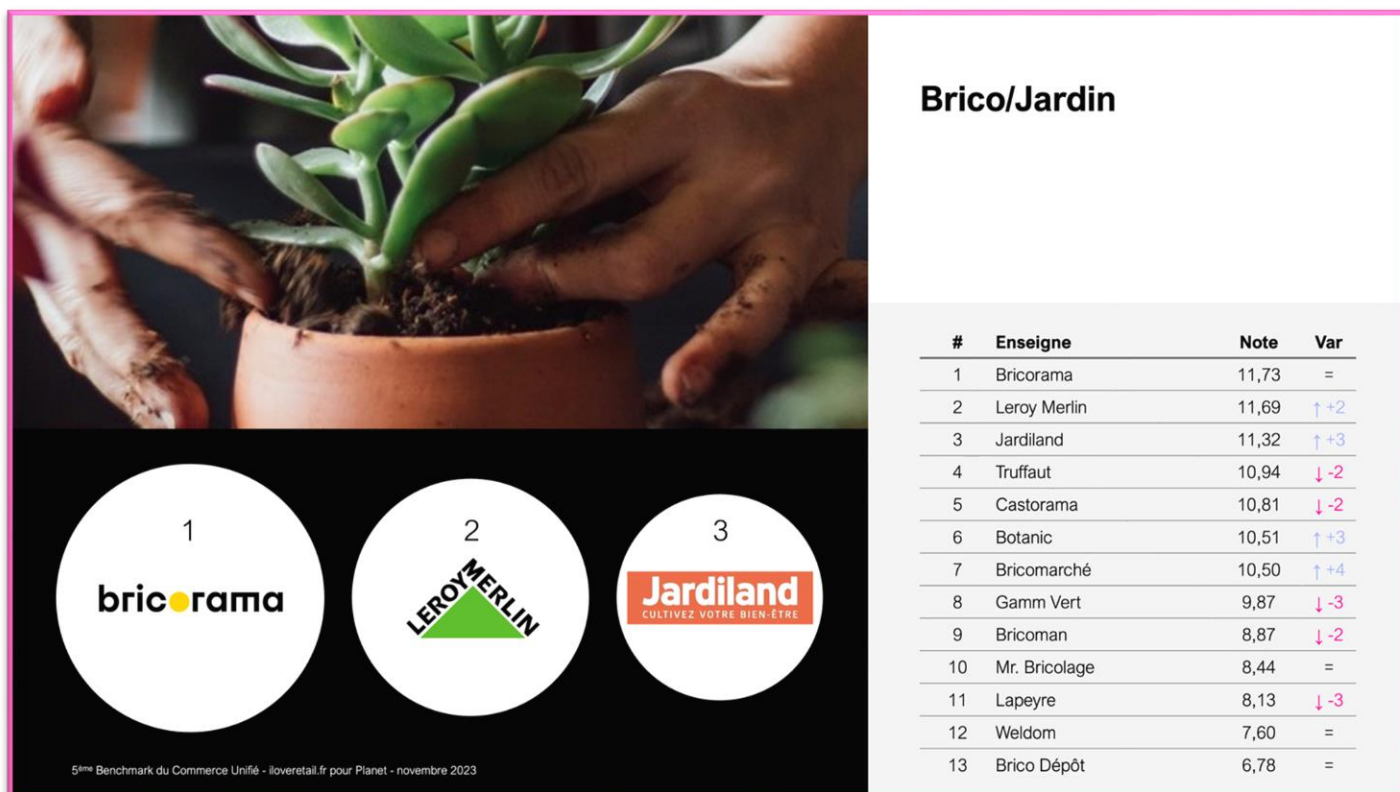 Brico/Jardin
# Enseigne Note Var
1 Bricorama 11,73 =
2 Leroy Merlin 11,69 ↑ +2
3 Jardiland 11,32 ↑ +3
4 Truffaut 10,94 ↓ -2
5 Castorama 10,81 ↓ -2
6 Botanic 10,51 ↑ +3
7 Bricomarché 10,50 ↑ +4
8 Gamm Vert 9,87 ↓ -3
9 Bricoman 8,87 ↓ -2
10 Mr. Bricolage 8,44 =
11 Lapeyre 8,13 ↓ -3
12 Weldom 7,60 =
13 Brico Dépôt 6,78 =
1
bricorama
2
LEROY MERLIN
3
Jardiland
CULTIVEZ VOTRE BIEN-ÊTRE
5ème Benchmark du Commerce Unifié - iloveretail.fr pour Planet - novembre 2023